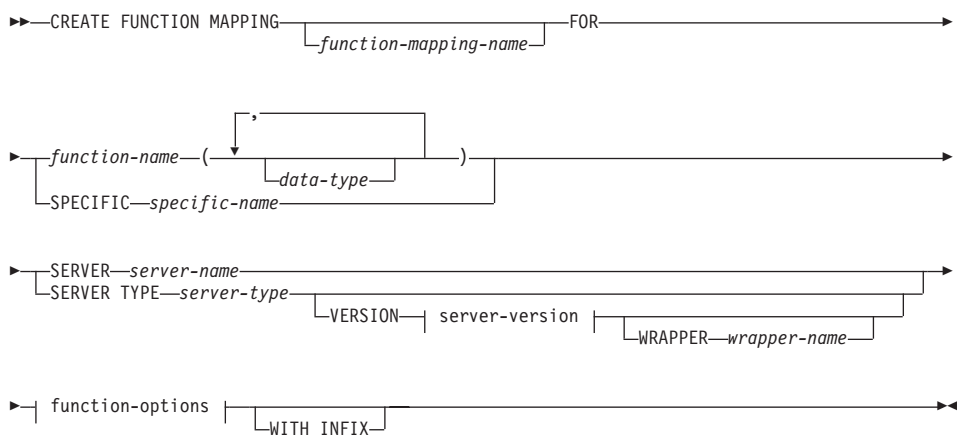 CREATE FUNCTION MAPPING FOR
function-mapping-name
,
function-name ( )
data-type
SPECIFIC specific-name
SERVER server-name
SERVER TYPE server-type
VERSION server-version
WRAPPER wrapper-name
function-options
WITH INFIX